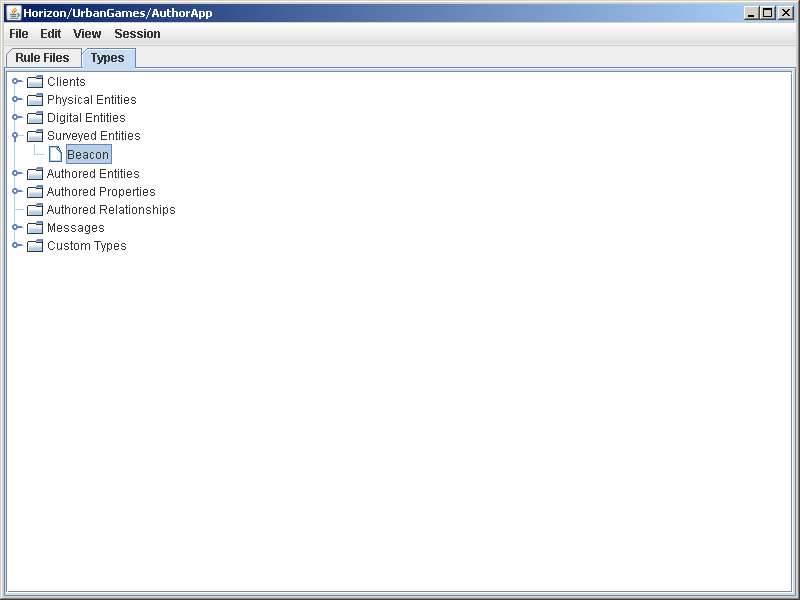 Horizon/UrbanGames/AuthorApp
File Edit View Session
Rule Files Types
Clients
Physical Entities
Digital Entities
Surveyed Entities
Beacon
Authored Entities
Authored Properties
Authored Relationships
Messages
Custom Types